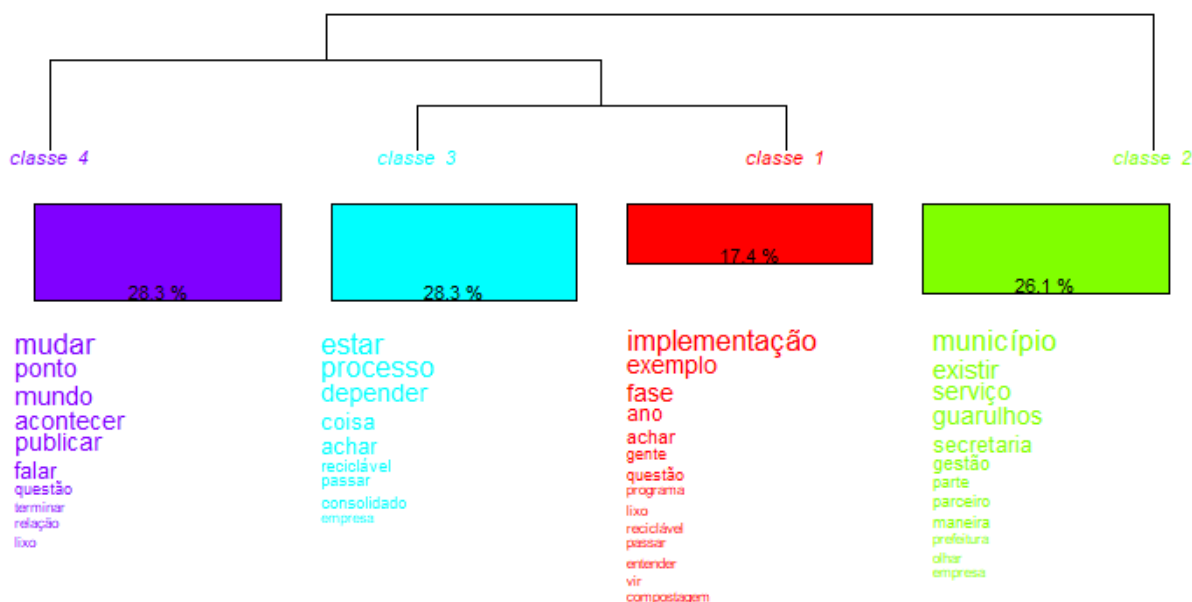 classe 4
classe 3
classe 1
classe 2
28.3 %
28.3 %
17.4 %
26.1 %
mudar
ponto
mundo
acontecer
publicar
falar
questão
terminar
relação
lixo
estar
processo
depender
coisa
achar
reciclável
passar
consolidado
empresa
implementação
exemplo
fase
ano
achar
gente
questão
programa
lixo
reciclável
passar
entender
vir
compostagem
município
existir
serviço
guarulhos
secretaria
gestão
parte
parceiro
maneira
prefeitura
olhar
empresa